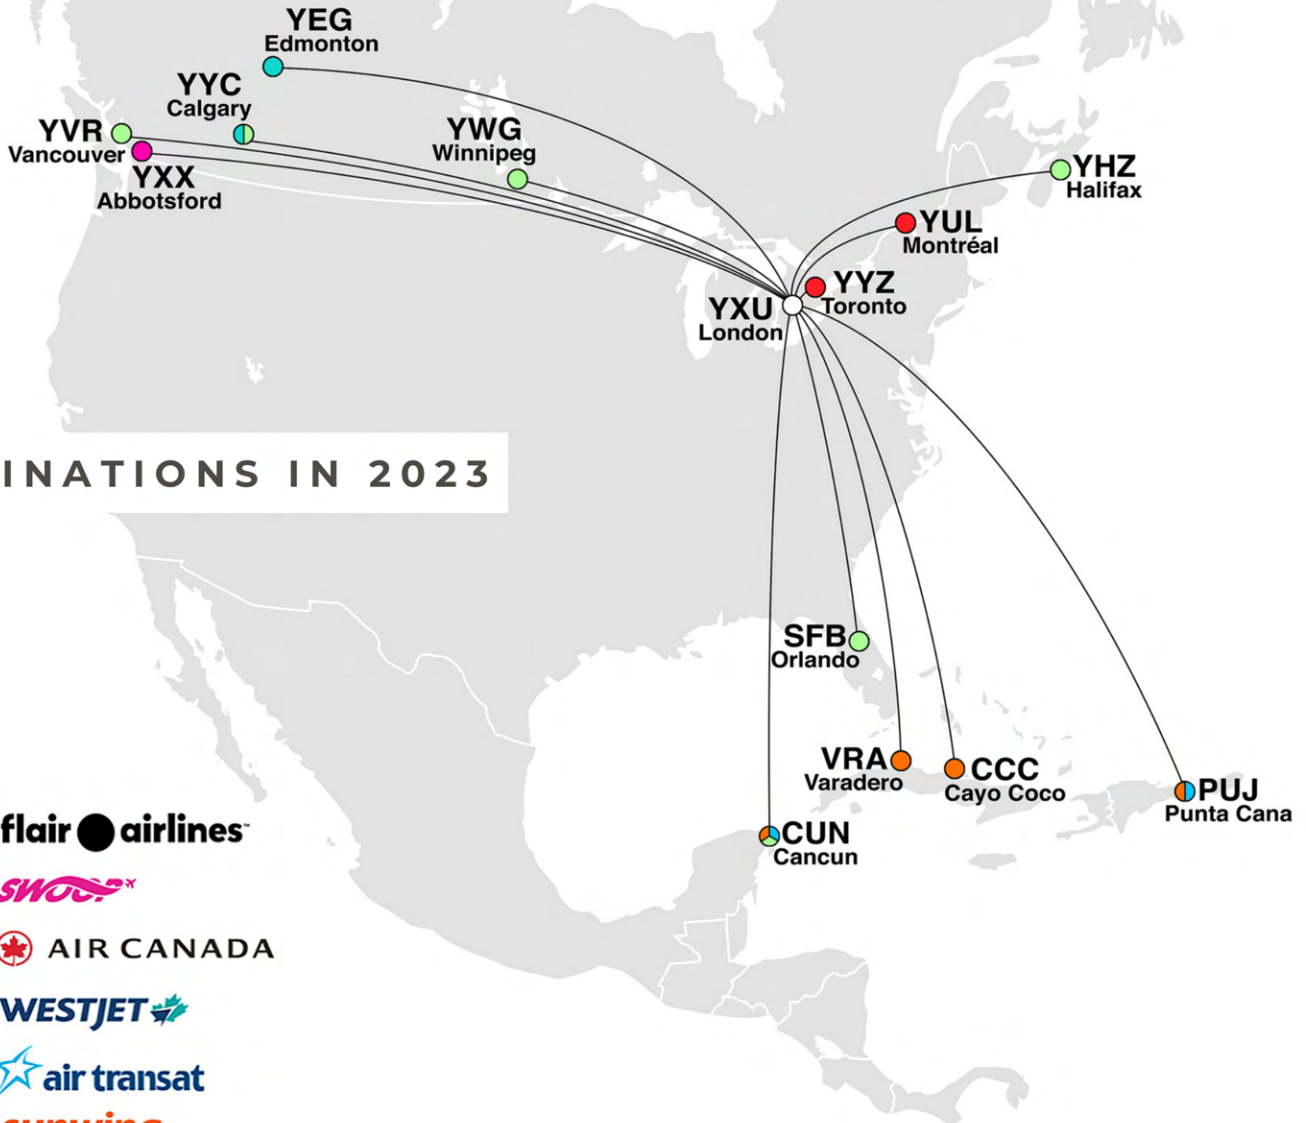 YEG
Edmonton
YYC
Calgary
YVR
Vancouver
YXX
Abbotsford
YWG
Winnipeg
YHZ
Halifax
YUL
Montréal
YYZ
Toronto
YXU
London
INATIONS IN 2023
SFB
Orlando
VRA
Varadero
CCC
Cayo Coco
PUJ
Punta Cana
CUN
Cancun
flair airlines™
swoop
AIR CANADA
WESTJET
air transat
sunwing